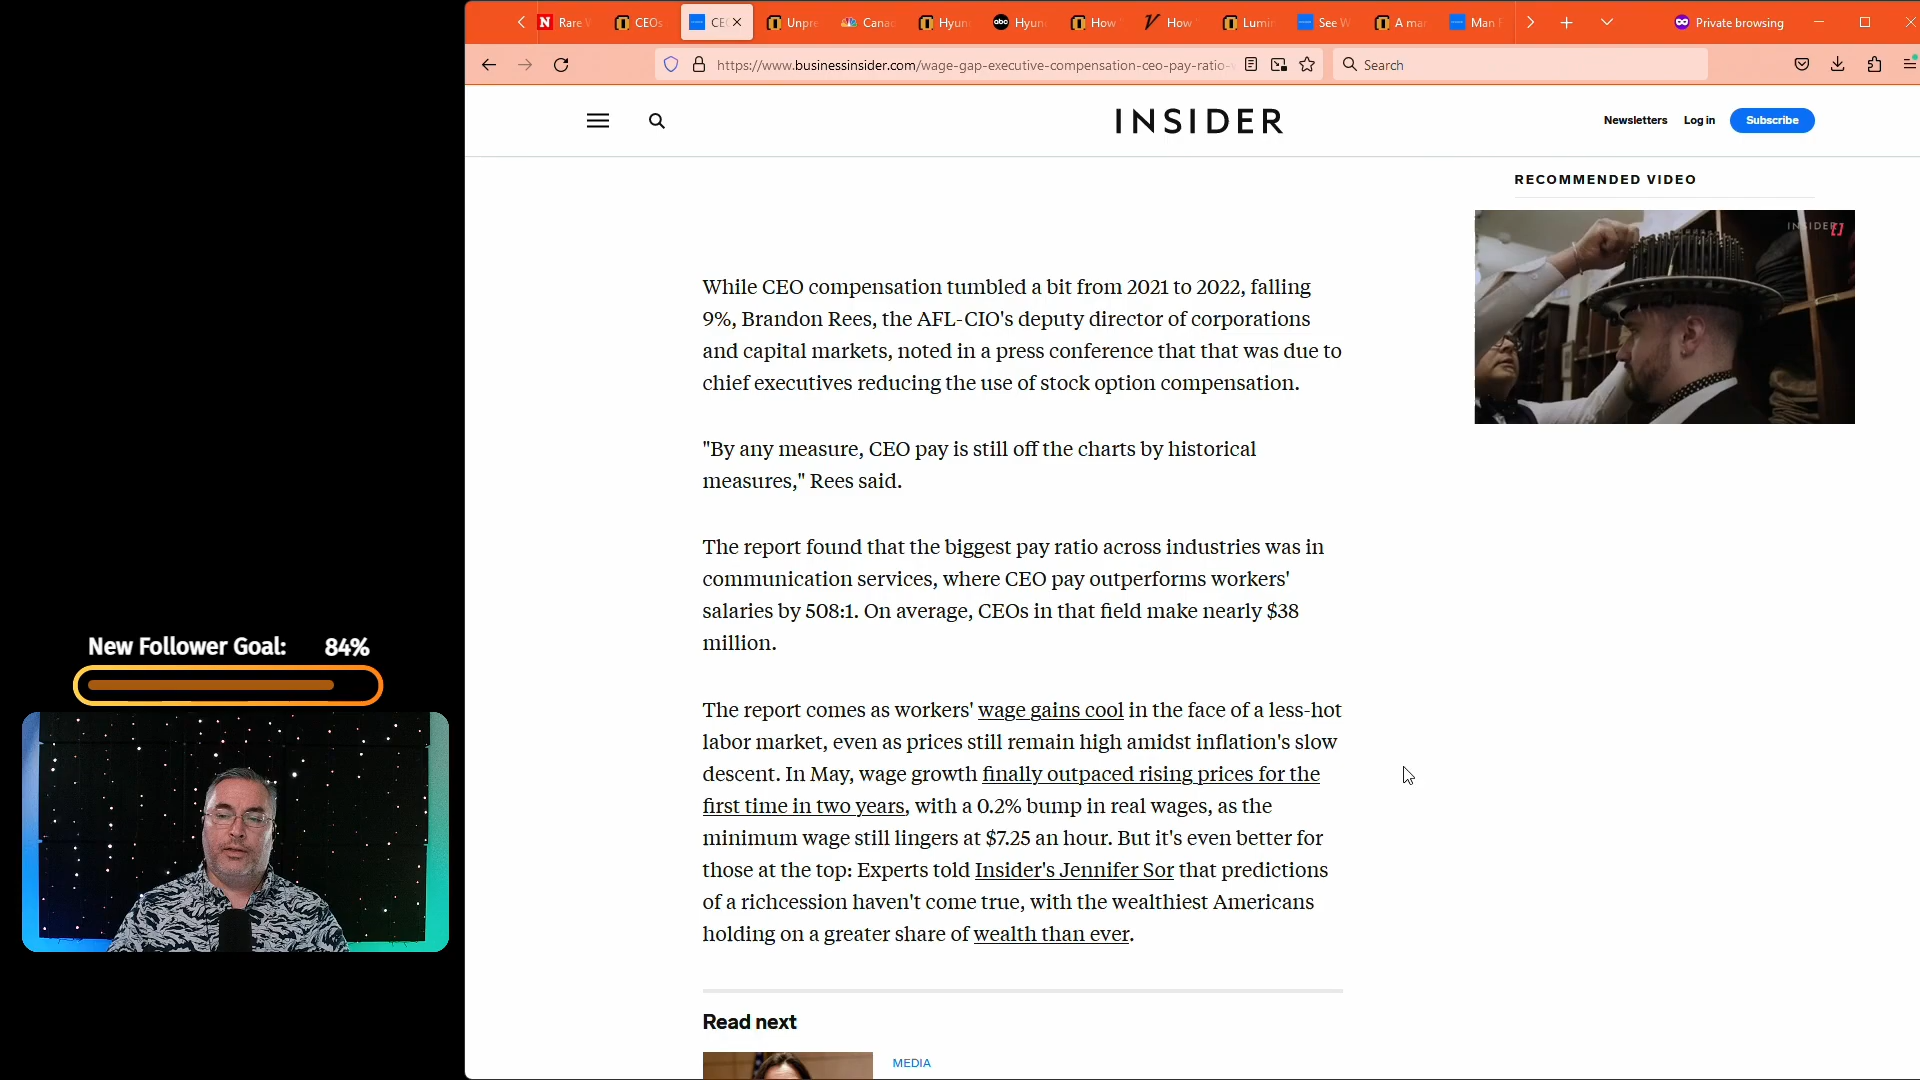 Rare
CEOs
CE
Unpr
Cana
Hyun
abc
Hyun
How
How
Lumi
See W
A ma
Man
Private browsing
https://www.businessinsider.com/wage-gap-executive-compensation-ceo-pay-ratio-
Search
INSIDER
Newsletters
Log in
Subscribe
RECOMMENDED VIDEO
INSIDER
While CEO compensation tumbled a bit from 2021 to 2022, falling
9%, Brandon Rees, the AFL-CIO's deputy director of corporations
and capital markets, noted in a press conference that that was due to
chief executives reducing the use of stock option compensation.
"By any measure, CEO pay is still off the charts by historical
measures," Rees said.
The report found that the biggest pay ratio across industries was in
communication services, where CEO pay outperforms workers'
salaries by 508:1. On average, CEOs in that field make nearly $38
million.
The report comes as workers' wage gains cool in the face of a less-hot
labor market, even as prices still remain high amidst inflation's slow
descent. In May, wage growth finally outpaced rising prices for the
first time in two years, with a 0.2% bump in real wages, as the
minimum wage still lingers at $7.25 an hour. But it's even better for
those at the top: Experts told Insider's Jennifer Sor that predictions
of a richcession haven't come true, with the wealthiest Americans
holding on a greater share of wealth than ever.
Read next
MEDIA
New Follower Goal: 84%